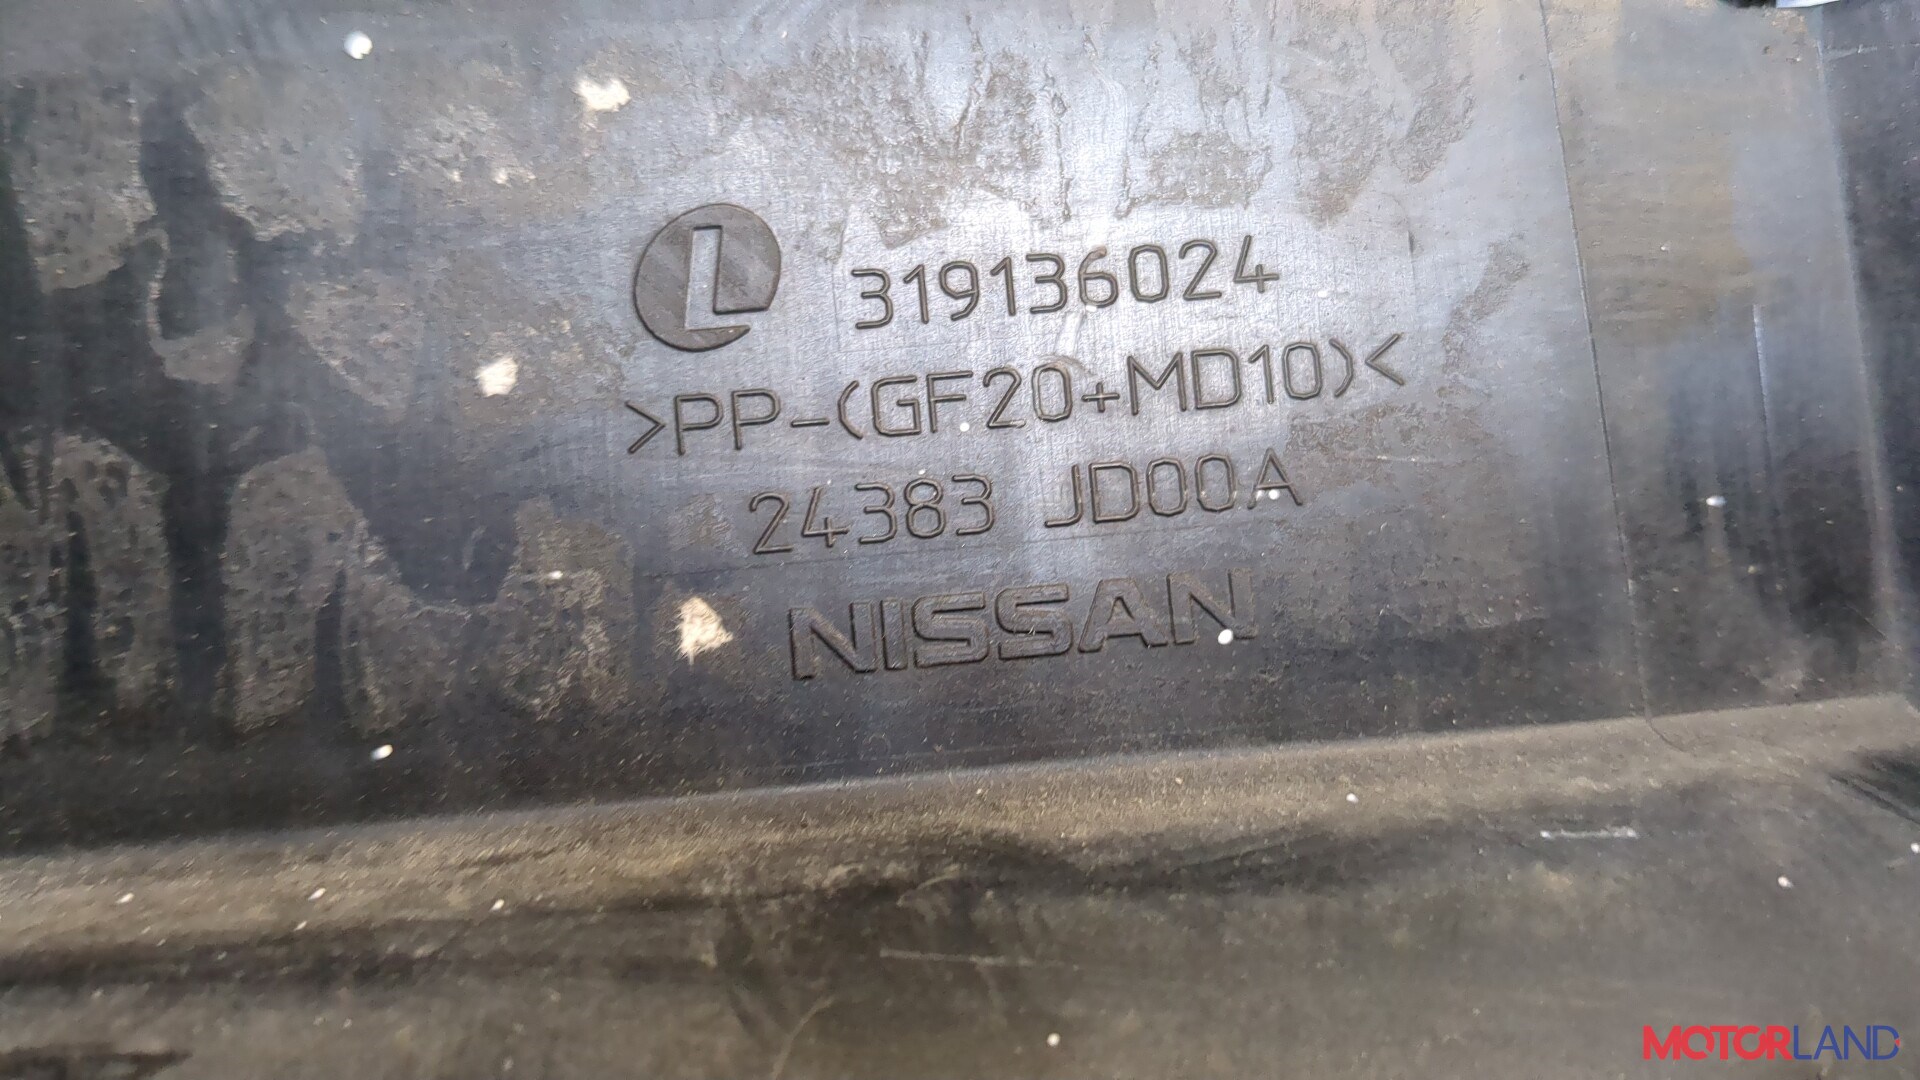 L 319136024
>PP-(GF20+MD10)<
24383 JD00A
NISSAN
MOTORLAND